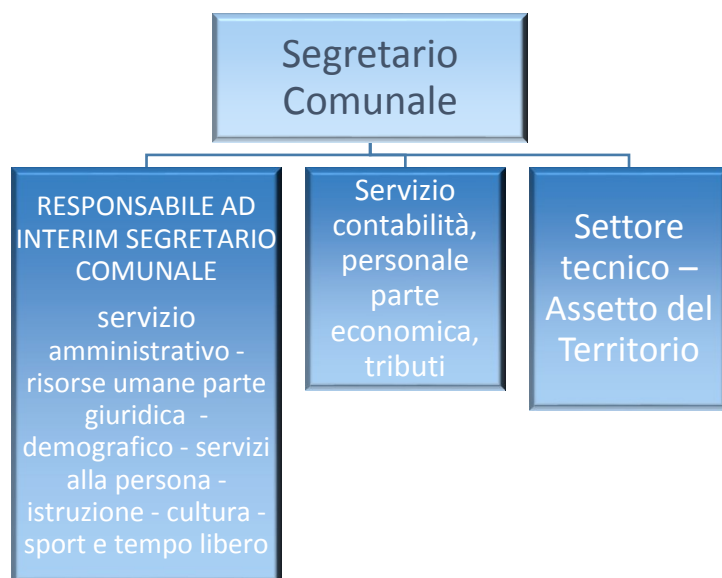 Segretario
Comunale
RESPONSABILE AD
INTERIM SEGRETARIO
COMUNALE
servizio
amministrativo -
risorse umane parte
giuridica -
demografico - servizi
alla persona -
istruzione - cultura -
sport e tempo libero
Servizio
contabilità,
personale
parte
economica,
tributi
Settore
tecnico –
Assetto del
Territorio